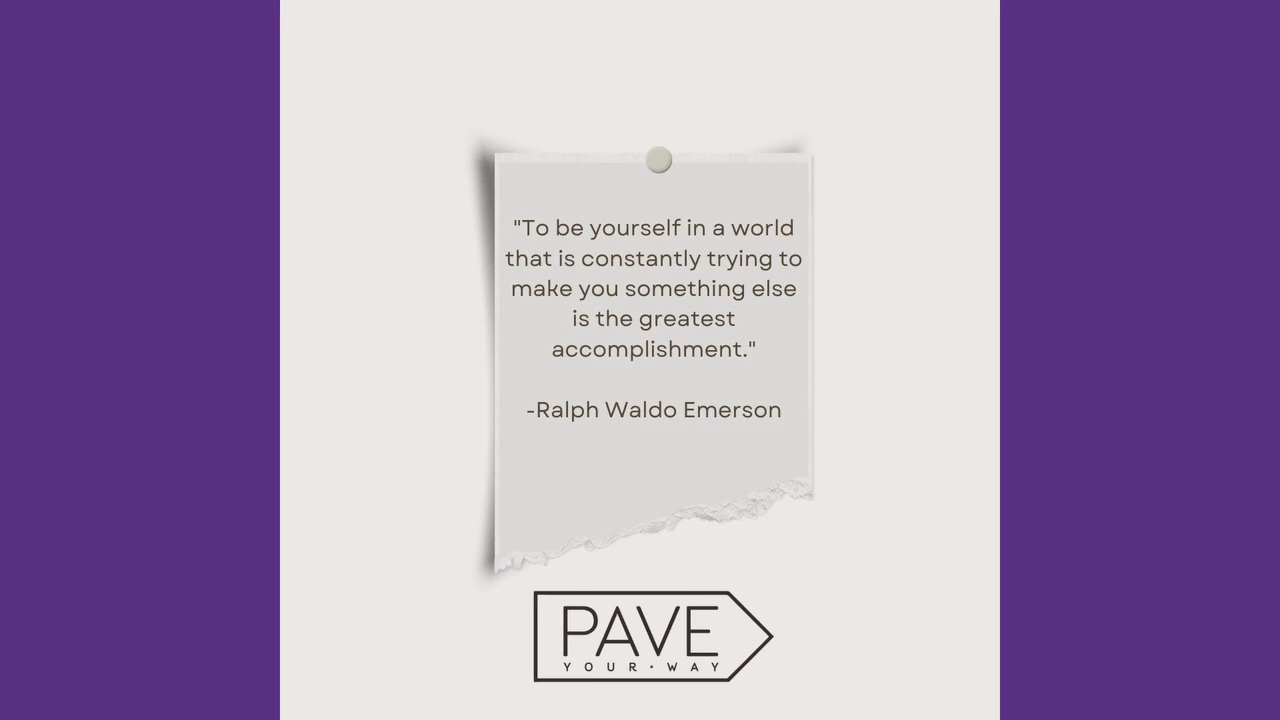 "To be yourself in a world
that is constantly trying to
make you something else
is the greatest
accomplishment."
-Ralph Waldo Emerson
PAVE
YOUR·WAY